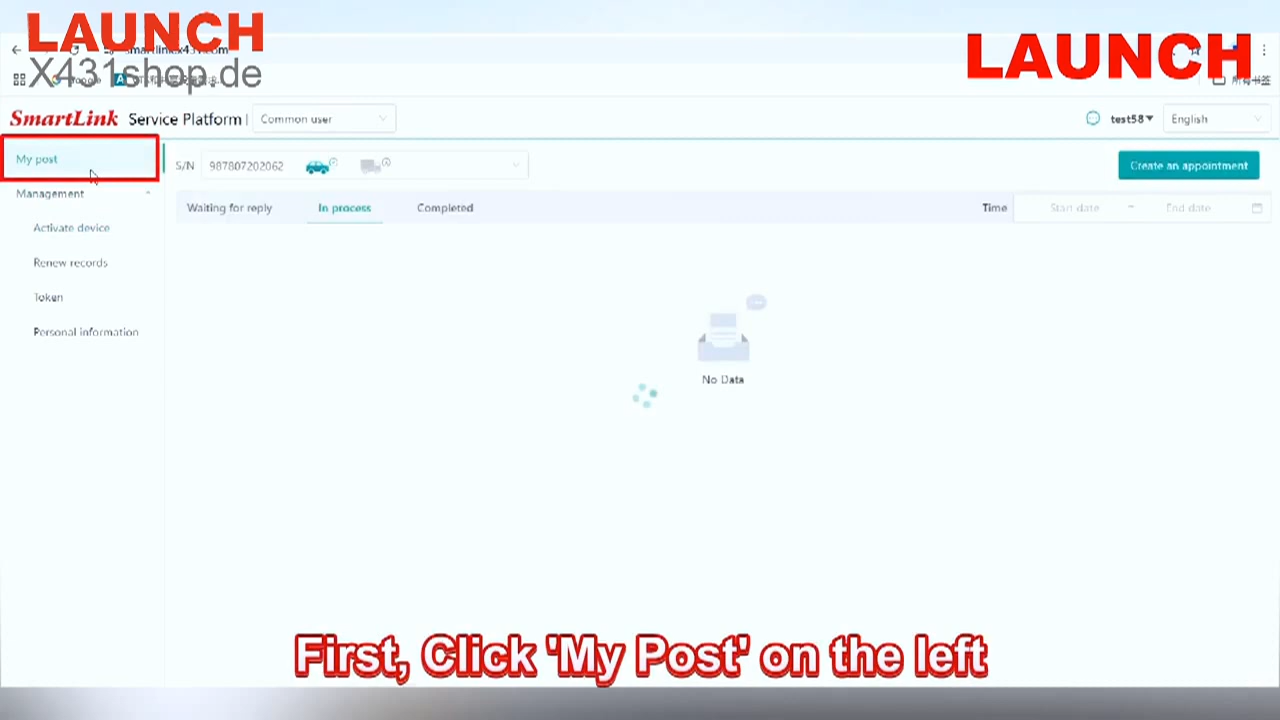 LAUNCH
X431shop.de
LAUNCH
SmartLink Service Platform
Common user
test58
English
My post
Management
Activate device
Renew records
Token
Personal information
S/N 987807202062
Create an appointment
Waiting for reply
In process
Completed
Time
Start date
~
End date
No Data
First, Click 'My Post' on the left